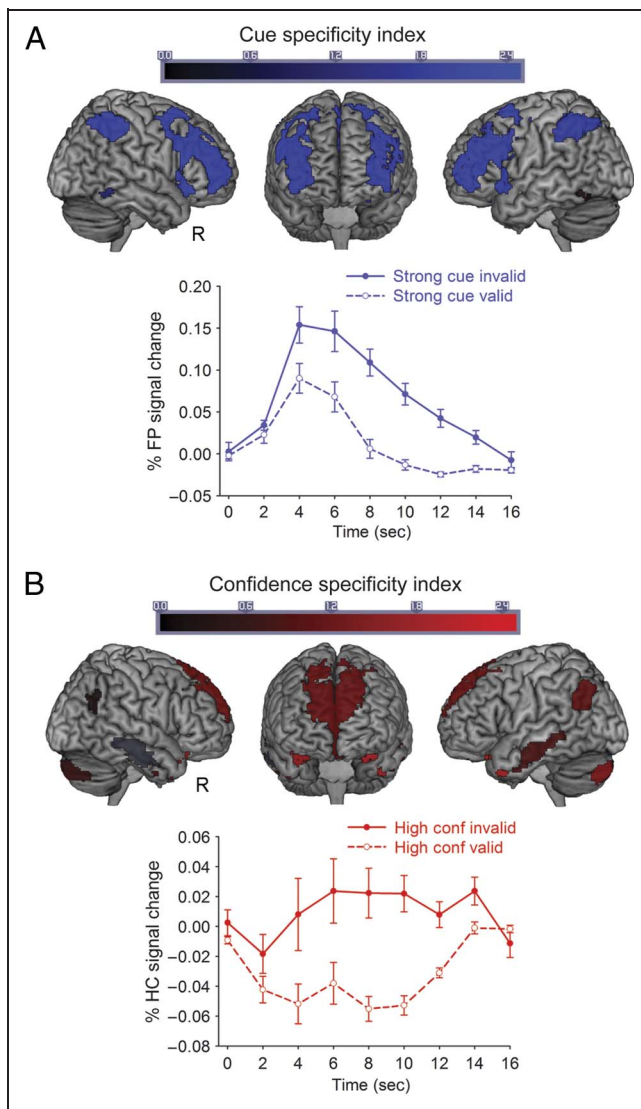 A
Cue specificity index
0.0 0.6 1.2 1.8 2.4
R
Strong cue invalid
Strong cue valid
% FP signal change
0.20
0.15
0.10
0.05
0.00
−0.05
0 2 4 6 8 10 12 14 16
Time (sec)
B
Confidence specificity index
0.0 0.6 1.2 1.8 2.4
R
High conf invalid
High conf valid
% HC signal change
0.06
0.04
0.02
0.00
−0.02
−0.04
−0.06
−0.08
0 2 4 6 8 10 12 14 16
Time (sec)